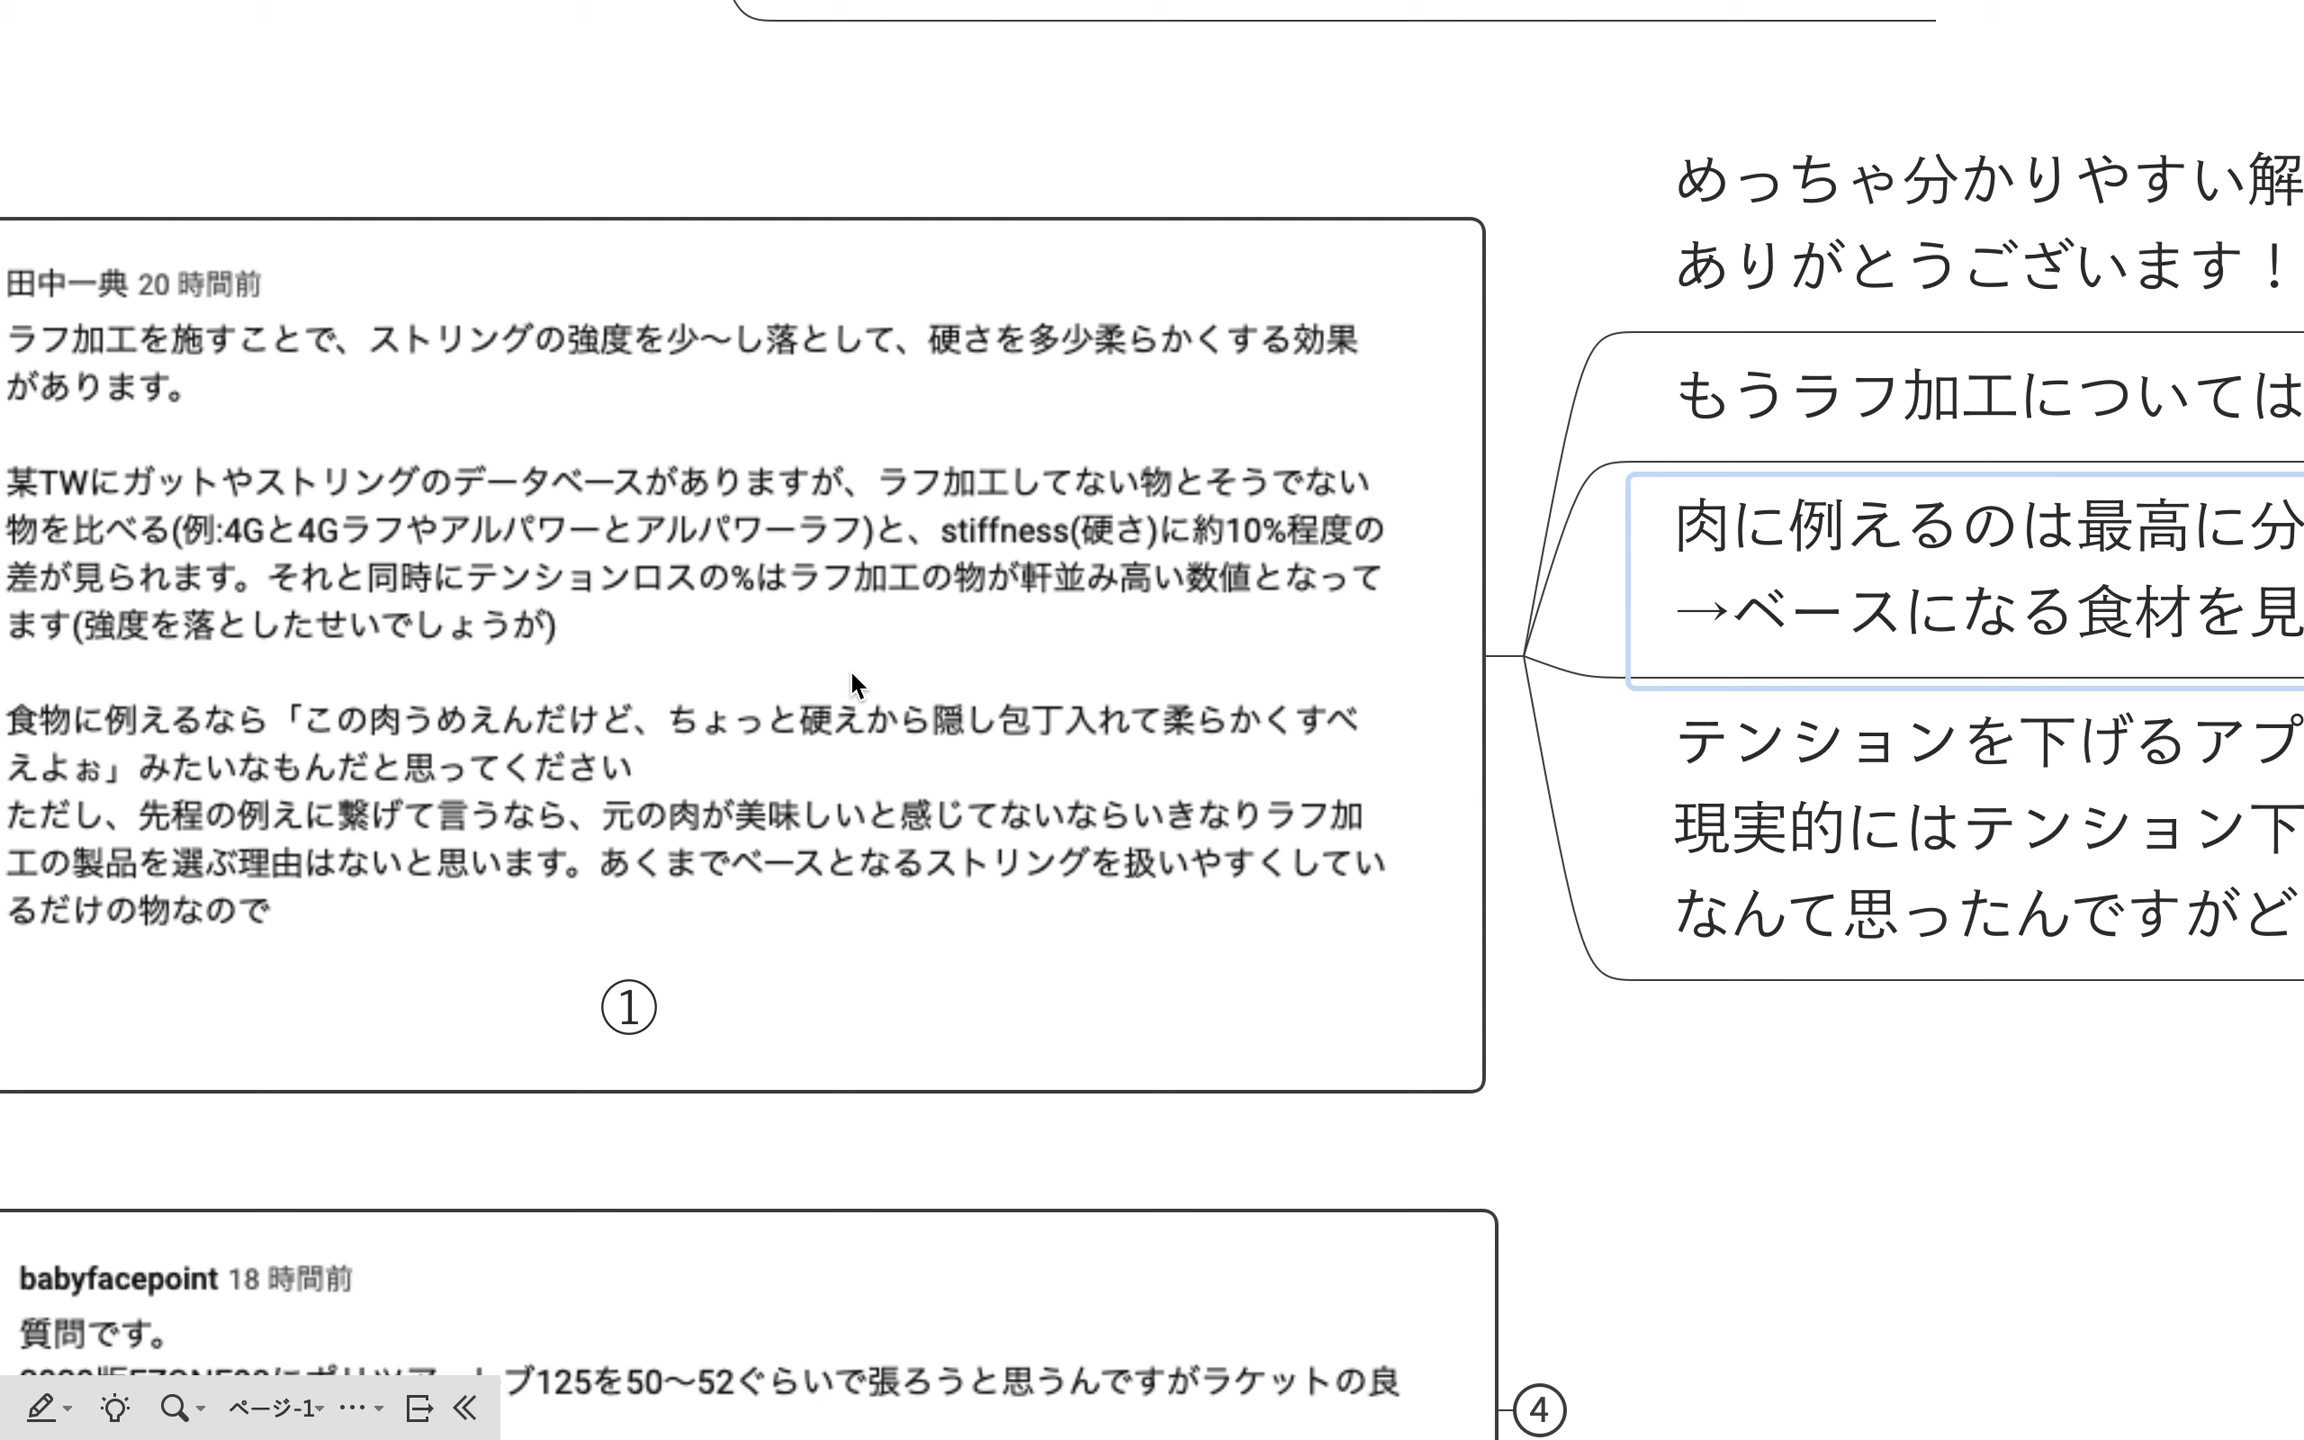 田中一典 20 時間前
ラフ加工を施すことで、ストリングの強度を少〜し落として、硬さを多少柔らかくする効果
があります。
某TWにガットやストリングのデータベースがありますが、ラフ加工してない物とそうでない
物を比べる(例:4Gと4Gラフやアルパワーとアルパワーラフ)と、stiffness(硬さ)に約10%程度の
差が見られます。それと同時にテンションロスの%はラフ加工の物が軒並み高い数値となって
ます(強度を落としたせいでしょうが)
食物に例えるなら「この肉うめえんだけど、ちょっと硬えから隠し包丁入れて柔らかくすべ
えよぉ」みたいなもんだと思ってください
ただし、先程の例えに繋げて言うなら、元の肉が美味しいと感じてないならいきなりラフ加
工の製品を選ぶ理由はないと思います。あくまでベースとなるストリングを扱いやすくしてい
るだけの物なので
①
めっちゃ分かりやすい解
ありがとうございます！
もうラフ加工については
肉に例えるのは最高に分
→ベースになる食材を見
テンションを下げるアプ
現実的にはテンション下
なんて思ったんですがど
babyfacepoint 18 時間前
質問です。
ブ125を50〜52ぐらいで張ろうと思うんですがラケットの良
4
ページ-1